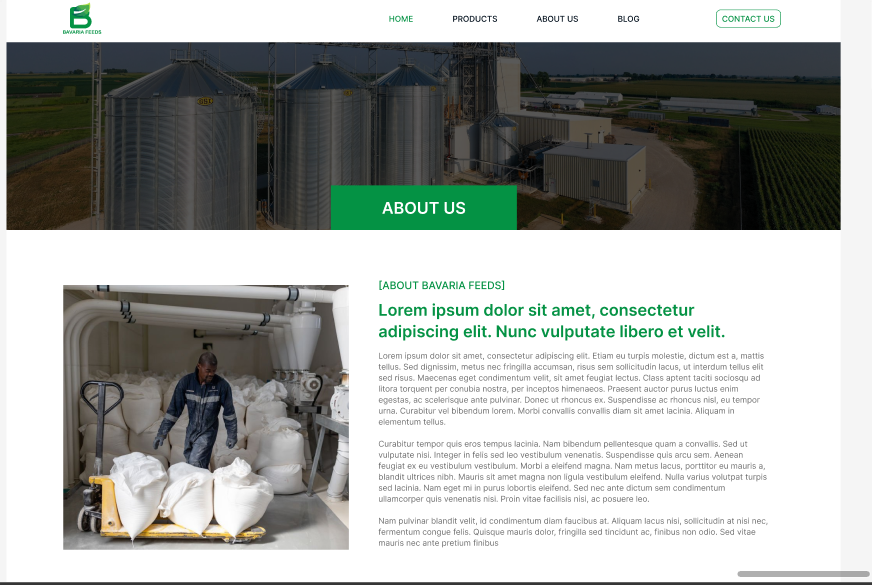 BAVARIA FEEDS
HOME
PRODUCTS
ABOUT US
BLOG
CONTACT US
ABOUT US
[ABOUT BAVARIA FEEDS]
Lorem ipsum dolor sit amet, consectetur
adipiscing elit. Nunc vulputate libero et velit.
Lorem ipsum dolor sit amet, consectetur adipiscing elit. Etiam eu turpis molestie, dictum est a, mattis
tellus. Sed dignissim, metus nec fringilla accumsan, risus sem sollicitudin lacus, ut interdum tellus elit
sed risus. Maecenas eget condimentum velit, sit amet feugiat lectus. Class aptent taciti sociosqu ad
litora torquent per conubia nostra, per inceptos himenaeos. Praesent auctor purus luctus enim
egestas, ac scelerisque ante pulvinar. Donec ut rhoncus ex. Suspendisse ac rhoncus nisl, eu tempor
urna. Curabitur vel bibendum lorem. Morbi convallis convallis diam sit amet lacinia. Aliquam in
elementum tellus.
Curabitur tempor quis eros tempus lacinia. Nam bibendum pellentesque quam a convallis. Sed ut
vulputate nisi. Integer in felis sed leo vestibulum venenatis. Suspendisse quis arcu sem. Aenean
feugiat ex eu vestibulum vestibulum. Morbi a eleifend magna. Nam metus lacus, porttitor eu mauris a,
blandit ultrices nibh. Mauris sit amet magna non ligula vestibulum eleifend. Nulla varius volutpat turpis
sed lacinia. Nam eget mi in purus lobortis eleifend. Sed nec ante dictum sem condimentum
ullamcorper quis venenatis nisi. Proin vitae facilisis nisi, ac posuere leo.
Nam pulvinar blandit velit, id condimentum diam faucibus at. Aliquam lacus nisi, sollicitudin at nisi nec,
fermentum congue felis. Quisque mauris dolor, fringilla sed tincidunt ac, finibus non odio. Sed vitae
mauris nec ante pretium finibus